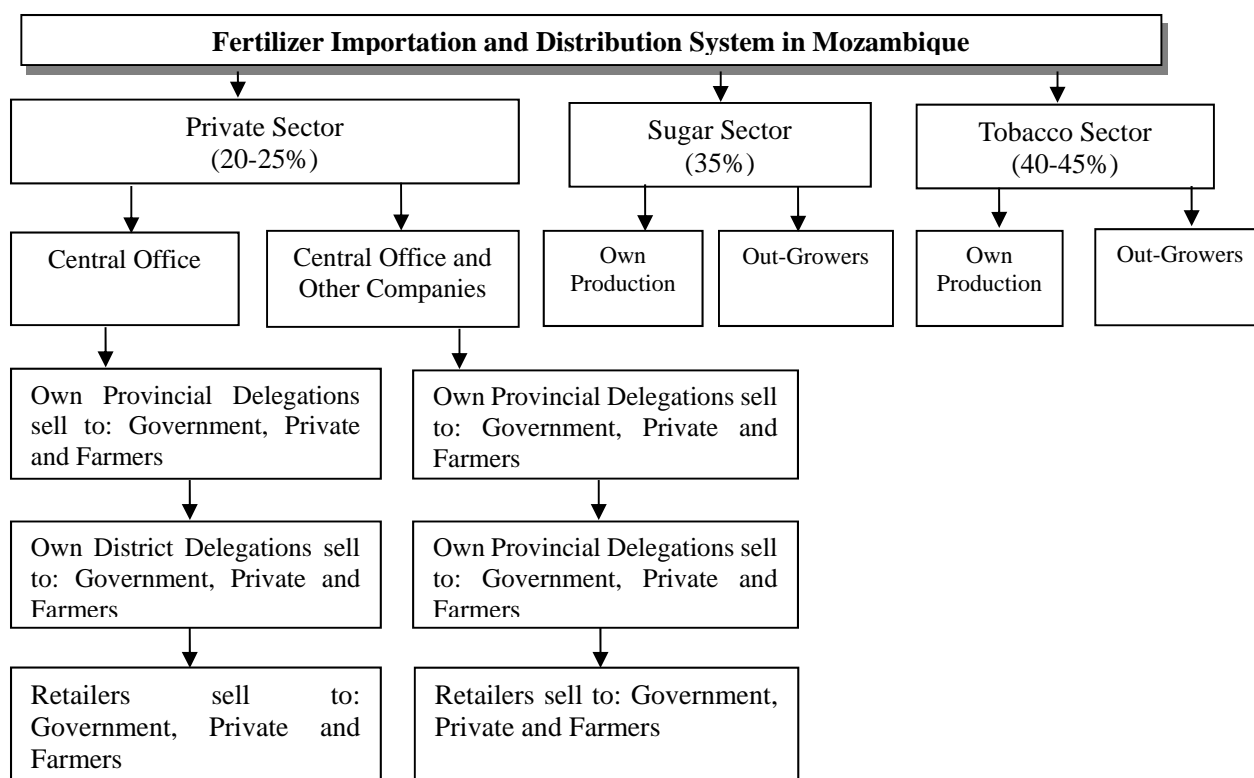 Fertilizer Importation and Distribution System in Mozambique
Private Sector
(20-25%)
Sugar Sector
(35%)
Tobacco Sector
(40-45%)
Central Office
Central Office and
Other Companies
Own
Production
Out-Growers
Own
Production
Out-Growers
Own Provincial Delegations
sell to: Government, Private
and Farmers
Own Provincial Delegations sell
to: Government, Private and
Farmers
Own District Delegations sell
to: Government, Private and
Farmers
Own Provincial Delegations sell
to: Government, Private and
Farmers
Retailers sell to:
Government, Private and
Farmers
Retailers sell to: Government,
Private and Farmers